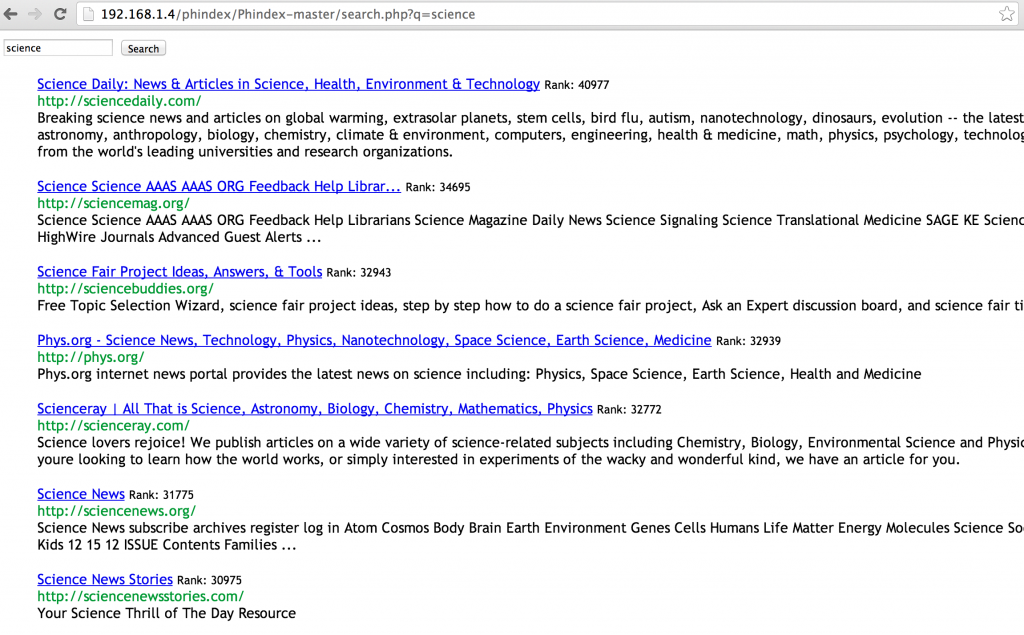 192.168.1.4/phindex/Phindex-master/search.php?q=science
science Search
Science Daily: News & Articles in Science, Health, Environment & Technology Rank: 40977
http://sciencedaily.com/
Breaking science news and articles on global warming, extrasolar planets, stem cells, bird flu, autism, nanotechnology, dinosaurs, evolution -- the latest
astronomy, anthropology, biology, chemistry, climate & environment, computers, engineering, health & medicine, math, physics, psychology, technolog
from the world's leading universities and research organizations.
Science Science AAAS AAAS ORG Feedback Help Librar... Rank: 34695
http://sciencemag.org/
Science Science AAAS AAAS ORG Feedback Help Librarians Science Magazine Daily News Science Signaling Science Translational Medicine SAGE KE Scienc
HighWire Journals Advanced Guest Alerts ...
Science Fair Project Ideas, Answers, & Tools Rank: 32943
http://sciencebuddies.org/
Free Topic Selection Wizard, science fair project ideas, step by step how to do a science fair project, Ask an Expert discussion board, and science fair ti
Phys.org - Science News, Technology, Physics, Nanotechnology, Space Science, Earth Science, Medicine Rank: 32939
http://phys.org/
Phys.org internet news portal provides the latest news on science including: Physics, Space Science, Earth Science, Health and Medicine
Scienceray | All That is Science, Astronomy, Biology, Chemistry, Mathematics, Physics Rank: 32772
http://scienceray.com/
Science lovers rejoice! We publish articles on a wide variety of science-related subjects including Chemistry, Biology, Environmental Science and Physic
youre looking to learn how the world works, or simply interested in experiments of the wacky and wonderful kind, we have an article for you.
Science News Rank: 31775
http://sciencenews.org/
Science News subscribe archives register log in Atom Cosmos Body Brain Earth Environment Genes Cells Humans Life Matter Energy Molecules Science So
Kids 12 15 12 ISSUE Contents Families ...
Science News Stories Rank: 30975
http://sciencenewsstories.com/
Your Science Thrill of The Day Resource